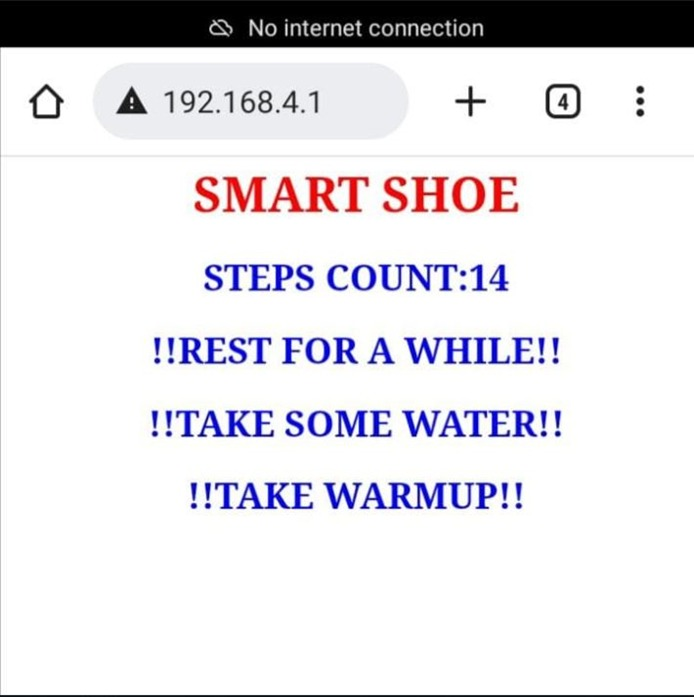 No internet connection
192.168.4.1
4
SMART SHOE
STEPS COUNT:14
!!REST FOR A WHILE!!
!!TAKE SOME WATER!!
!!TAKE WARMUP!!